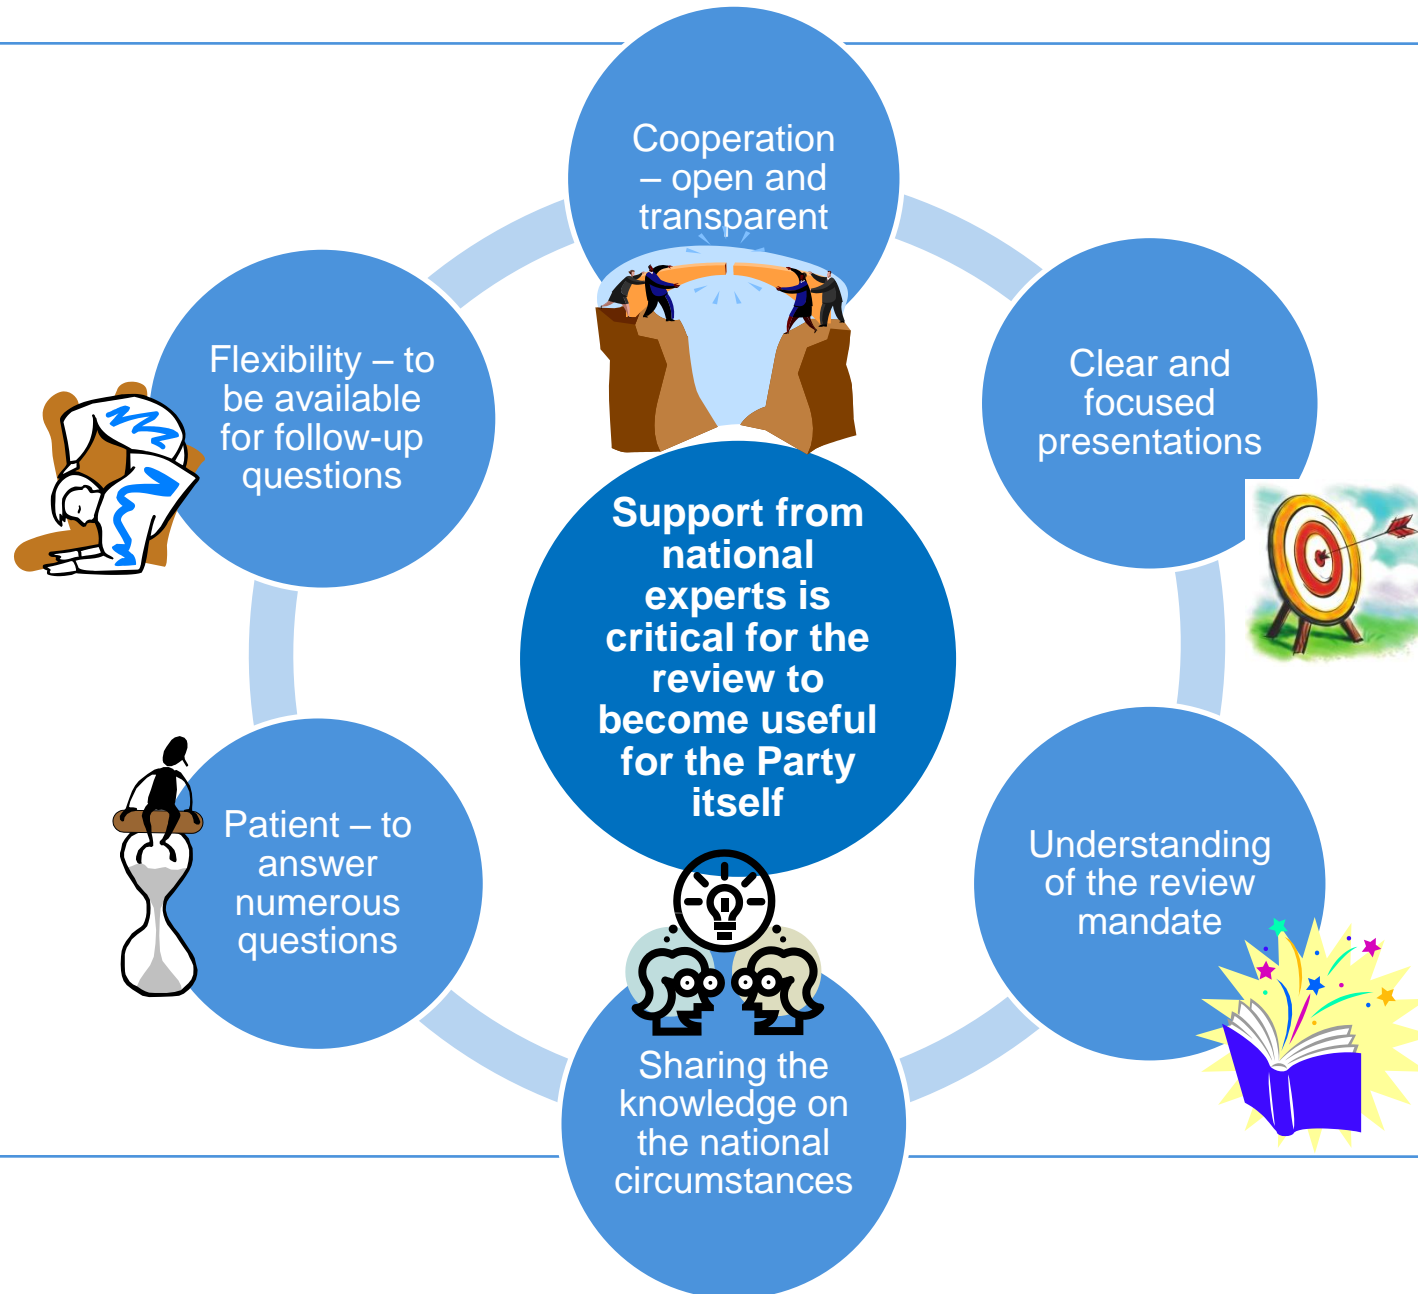 Cooperation
– open and
transparent
Clear and
focused
presentations
Understanding
of the review
mandate
Sharing the
knowledge on
the national
circumstances
Patient – to
answer
numerous
questions
Flexibility – to
be available
for follow-up
questions
Support from
national
experts is
critical for the
review to
become useful
for the Party
itself